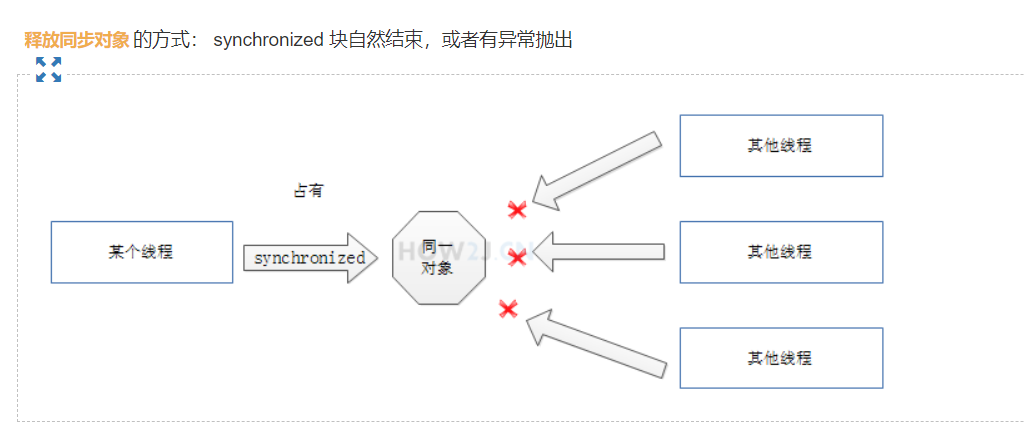 释放同步对象 的方式： synchronized 块自然结束，或者有异常抛出
其他线程
占有
某个线程
synchronized
同一
对象
HOW2J.CN
其他线程
其他线程